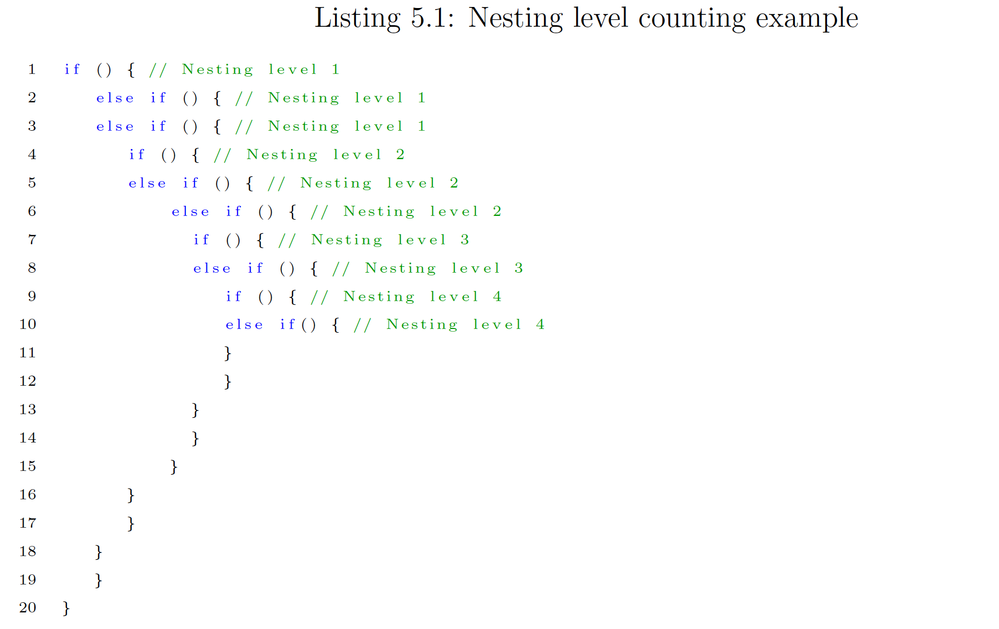 Listing 5.1: Nesting level counting example
1 if () { // Nesting level 1
2 else if () { // Nesting level 1
3 else if () { // Nesting level 1
4 if () { // Nesting level 2
5 else if () { // Nesting level 2
6 else if () { // Nesting level 2
7 if () { // Nesting level 3
8 else if () { // Nesting level 3
9 if () { // Nesting level 4
10 else if() { // Nesting level 4
11 }
12 }
13 }
14 }
15 }
16 }
17 }
18 }
19 }
20 }